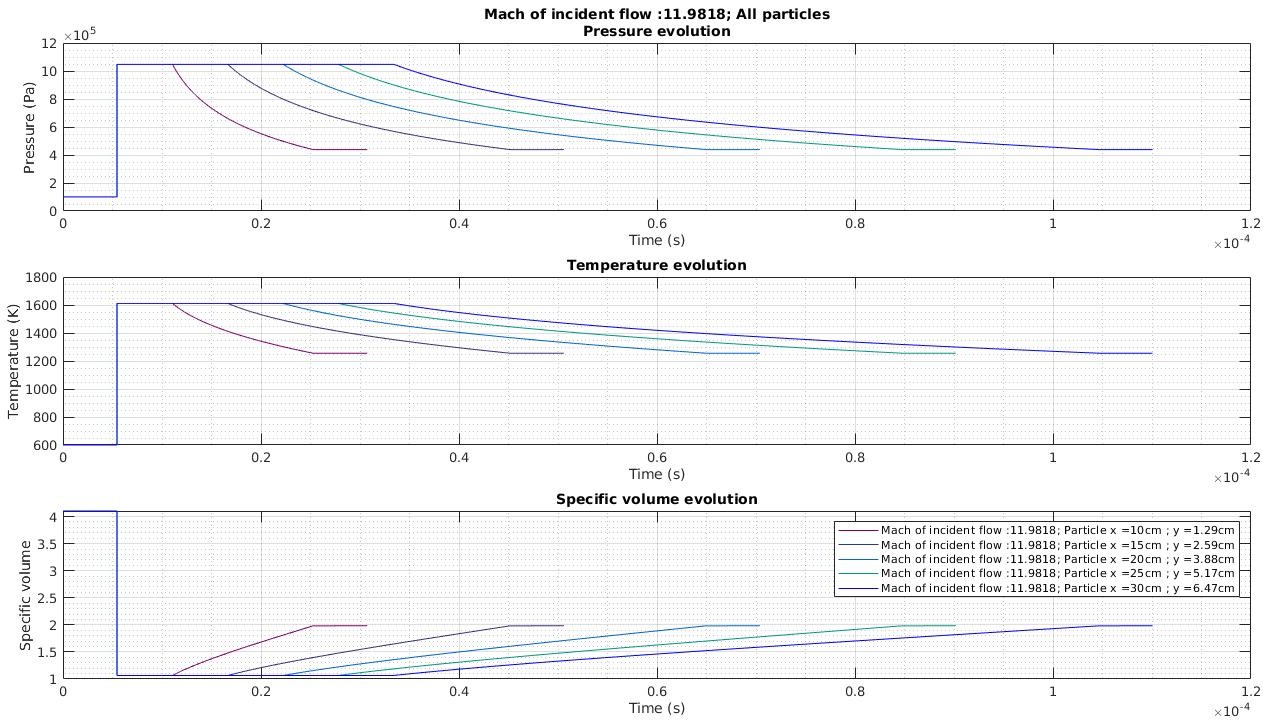 Mach of incident flow :11.9818; All particles
Pressure evolution
×10⁵
12
10
8
6
4
2
0
Pressure (Pa)
0 0.2 0.4 0.6 0.8 1 1.2
Time (s)
×10⁻⁴
Temperature evolution
1800
1600
1400
1200
1000
800
600
Temperature (K)
0 0.2 0.4 0.6 0.8 1 1.2
Time (s)
×10⁻⁴
Specific volume evolution
4
3.5
3
2.5
2
1.5
1
Specific volume
Mach of incident flow :11.9818; Particle x =10cm ; y =1.29cm
Mach of incident flow :11.9818; Particle x =15cm ; y =2.59cm
Mach of incident flow :11.9818; Particle x =20cm ; y =3.88cm
Mach of incident flow :11.9818; Particle x =25cm ; y =5.17cm
Mach of incident flow :11.9818; Particle x =30cm ; y =6.47cm
0 0.2 0.4 0.6 0.8 1 1.2
Time (s)
×10⁻⁴